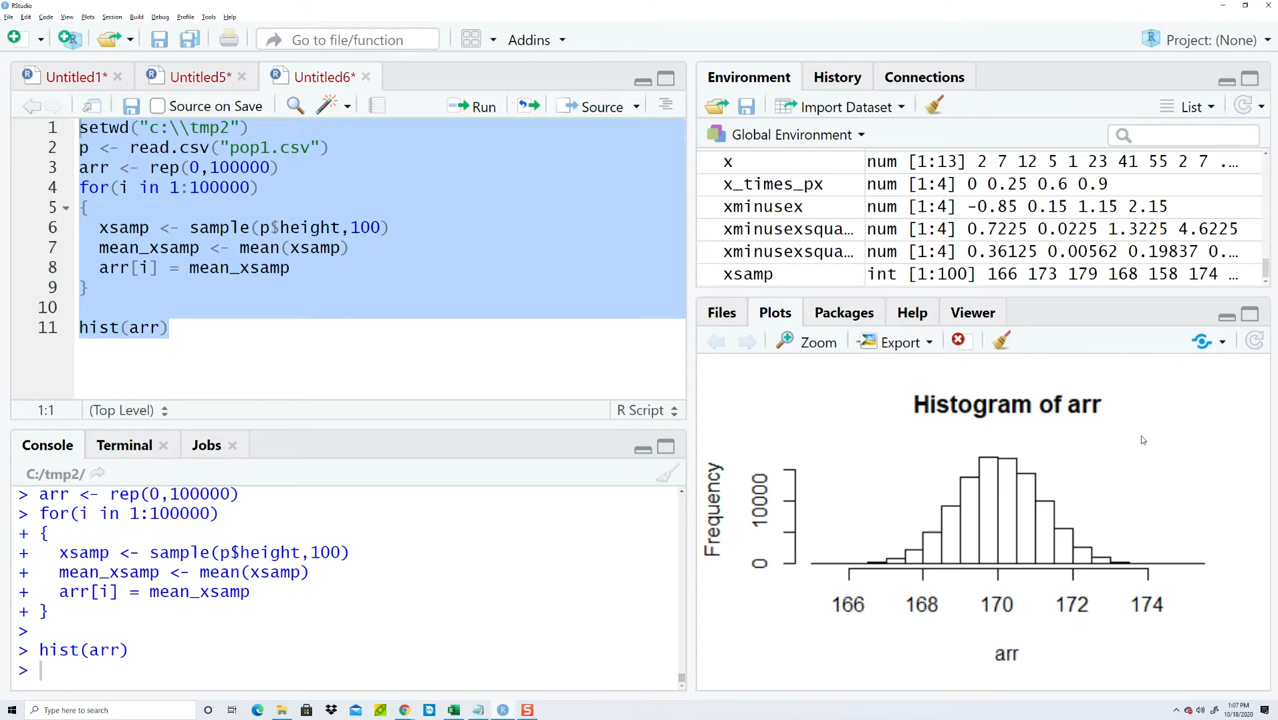 RStudio
File Edit Code View Plots Session Build Debug Profile Tools Help
Go to file/function Addins Project: (None)
Untitled1* Untitled5* Untitled6*
Source on Save Run Source
1 setwd("c:\\tmp2")
2 p <- read.csv("pop1.csv")
3 arr <- rep(0,100000)
4 for(i in 1:100000)
5 {
6 xsamp <- sample(p$height,100)
7 mean_xsamp <- mean(xsamp)
8 arr[i] = mean_xsamp
9 }
10
11 hist(arr)
1:1 (Top Level) R Script
Console Terminal Jobs
C:/tmp2/
> arr <- rep(0,100000)
> for(i in 1:100000)
+ {
+ xsamp <- sample(p$height,100)
+ mean_xsamp <- mean(xsamp)
+ arr[i] = mean_xsamp
+ }
>
> hist(arr)
>
Environment History Connections
Import Dataset List
Global Environment
x num [1:13] 2 7 12 5 1 23 41 55 2 7 ...
x_times_px num [1:4] 0 0.25 0.6 0.9
xminusex num [1:4] -0.85 0.15 1.15 2.15
xminusexsqua... num [1:4] 0.7225 0.0225 1.3225 4.6225
xminusexsqua... num [1:4] 0.36125 0.00562 0.19837 0...
xsamp int [1:100] 166 173 179 168 158 174 ...
Files Plots Packages Help Viewer
Zoom Export
Histogram of arr
Frequency
10000
0
166 168 170 172 174
arr
Type here to search
1:07 PM
10/18/2020